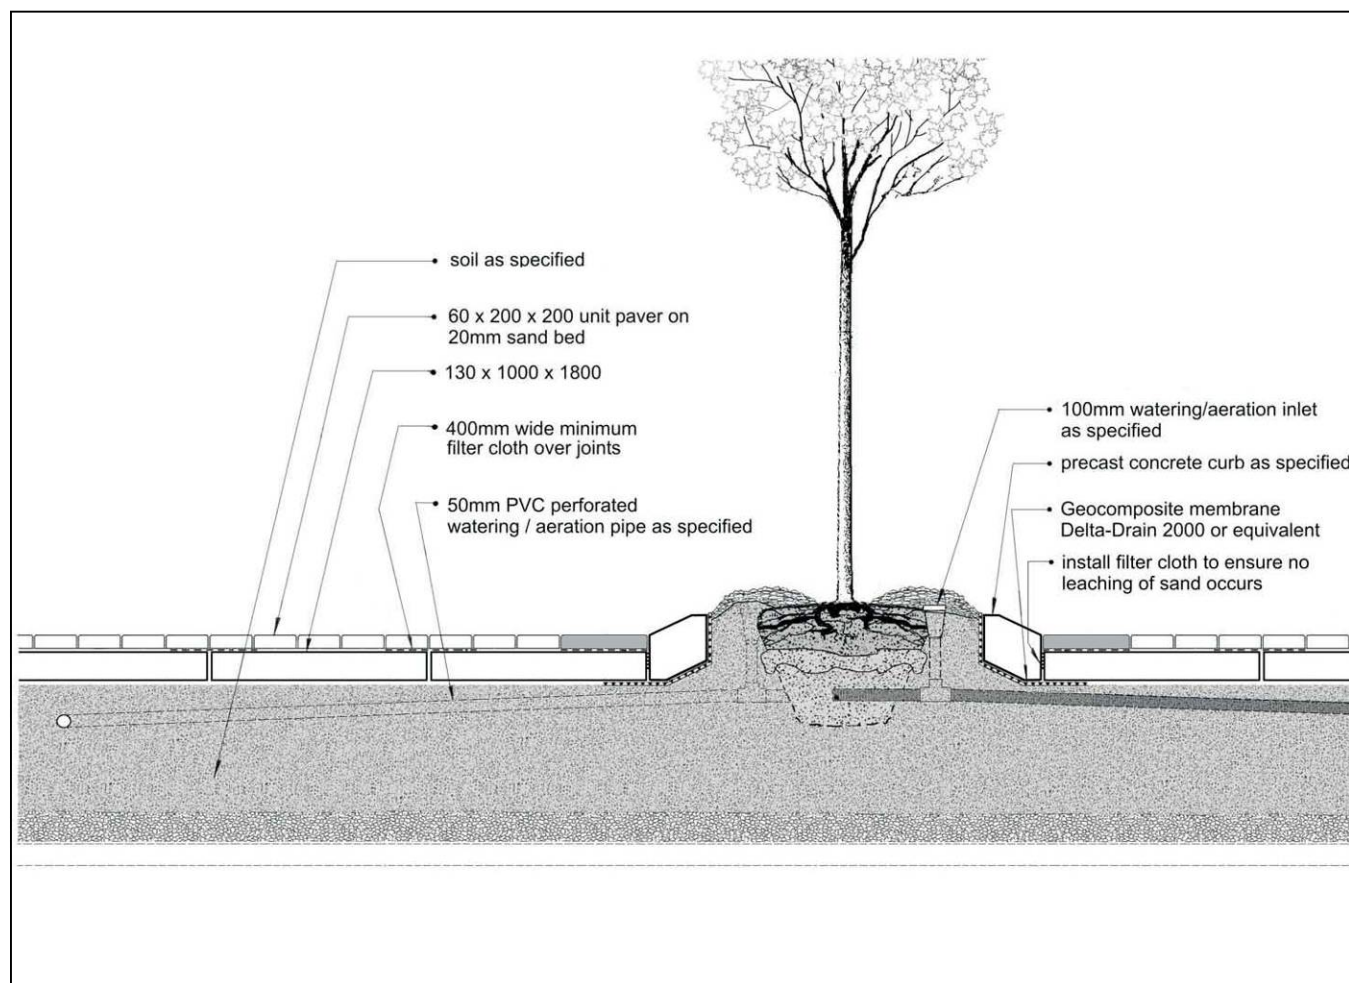 soil as specified
60 x 200 x 200 unit paver on
20mm sand bed
130 x 1000 x 1800
400mm wide minimum
filter cloth over joints
50mm PVC perforated
watering / aeration pipe as specified
100mm watering/aeration inlet
as specified
precast concrete curb as specified
Geocomposite membrane
Delta-Drain 2000 or equivalent
install filter cloth to ensure no
leaching of sand occurs